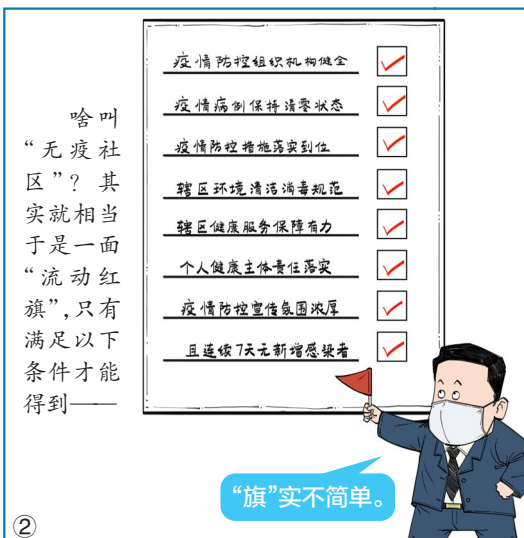 啥叫
“无疫社
区”？其
实就相当
于是一面
“流动红
旗”,只有
满足以下
条件才能
得到——
疫情防控组织机构健全
疫情病例保持清零状态
疫情防控措施落实到位
辖区环境清洁消毒规范
辖区健康服务保障有力
个人健康主体责任落实
疫情防控宣传氛围浓厚
且连续7天无新增感染者
“旗”实不简单。
②